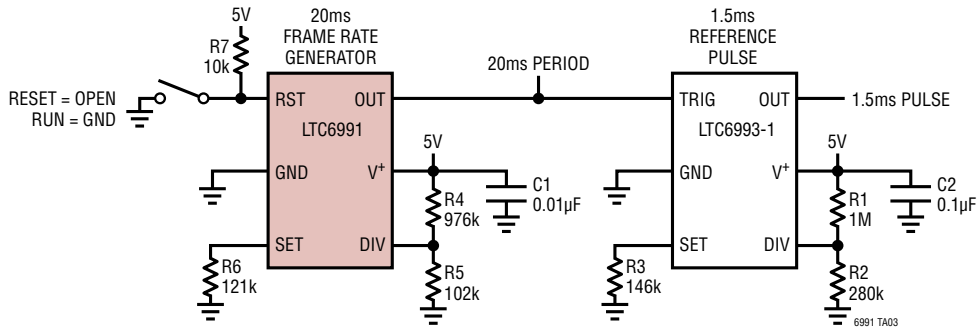 5V
20ms
FRAME RATE
GENERATOR
1.5ms
REFERENCE
PULSE
R7
10k
20ms PERIOD
RESET = OPEN
RUN = GND
RST
OUT
TRIG
OUT
1.5ms PULSE
LTC6991
LTC6993-1
5V
5V
GND
V+
GND
V+
C1
0.01µF
C2
0.1µF
R4
976k
R1
1M
SET
DIV
SET
DIV
R6
121k
R5
102k
R3
146k
R2
280k
6991 TA03